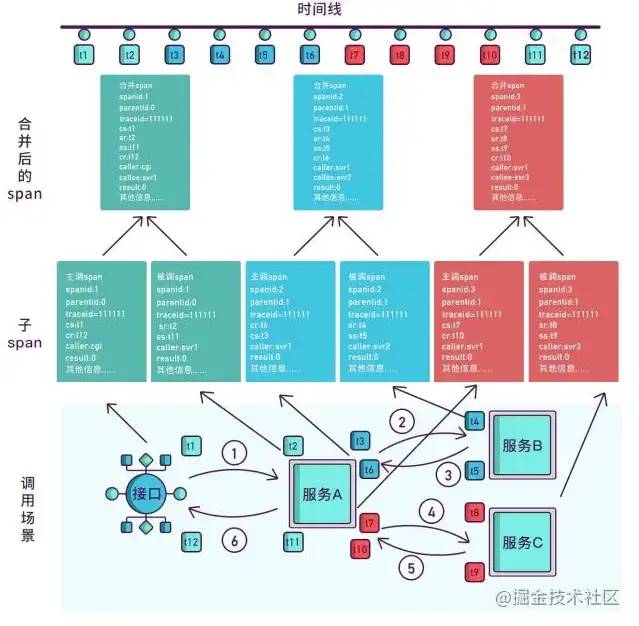 时间线
t1
t2
t3
t4
t5
t6
t7
t8
t9
t10
t11
t12
合并后的span
合并span
spanid:1
parentid:0
traceid=111111
cs:t1
sr:t2
ss:t11
cr:t12
caller:cgi
callee:svr1
result:0
其他信息......
合并span
spanid:2
parentid:1
traceid=111111
cs:t3
sr:t4
ss:t5
cr:t6
caller:svr1
callee:svr2
result:0
其他信息......
合并span
spanid:3
parentid:1
traceid=111111
cs:t7
sr:t8
ss:t9
cr:t10
caller:svr1
callee:svr3
result:0
其他信息......
子span
主调span
spanid:1
parentid:0
traceid=111111
cs:t1
cr:t12
caller:cgi
result:0
其他信息......
被调span
spanid:1
parentid:0
traceid=111111
sr:t2
ss:t11
caller:svr1
result:0
其他信息......
主调span
spanid:2
parentid:1
traceid=111111
cr:t6
cs:t3
caller:svr1
result:0
其他信息......
被调span
spanid:2
parentid:1
traceid=111111
sr:t4
ss:t5
caller:svr2
result:0
其他信息......
主调span
spanid:3
parentid:1
traceid=111111
cs:t7
cr:t10
caller:svr1
result:0
其他信息......
被调span
spanid:3
parentid:1
traceid=111111
sr:t8
ss:t9
caller:svr3
result:0
其他信息......
调用场景
接口
t1
t12
1
6
t2
服务A
t11
t3
t6
t7
t10
2
3
4
5
t4
t5
服务B
t8
t9
服务C
@掘金技术社区